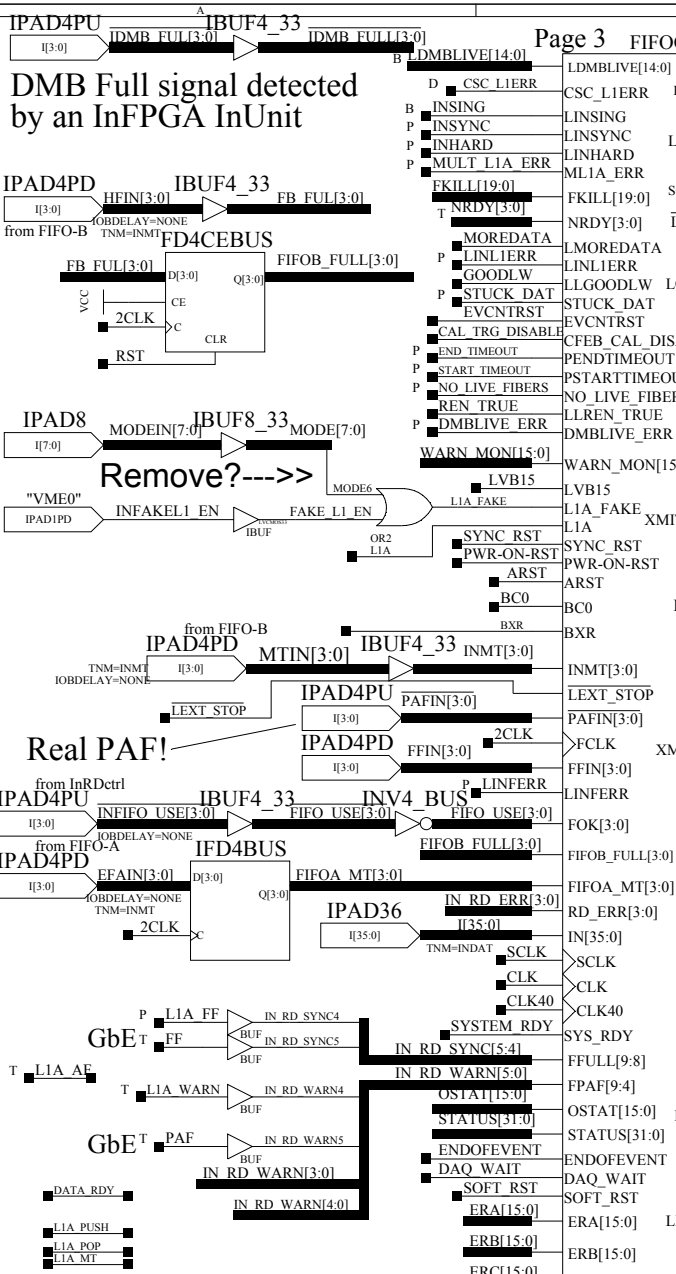 A
IPAD4PU
I[3:0]
IDMB_FUL[3:0]
IBUF4_33
IDMB_FULL[3:0]
Page 3
DMB Full signal detected
by an InFPGA InUnit
B LDMBLIVE[14:0]
LDMBLIVE[14:0]
D CSC_L1ERR
CSC_L1ERR
B INSING
LINSING
P INSYNC
LINSYNC
P INHARD
LINHARD
P MULT_L1A_ERR
ML1A_ERR
IPAD4PD
I[3:0]
from FIFO-B
HFIN[3:0]
IOBDELAY=NONE
TNM=INMT
IBUF4_33
FB_FUL[3:0]
FKILL[19:0]
FKILL[19:0]
T NRDY[3:0]
NRDY[3:0]
FD4CEBUS
FB_FUL[3:0]
D[3:0]
Q[3:0]
FIFOB_FULL[3:0]
VCC
CE
2CLK
C
CLR
RST
MOREDATA
LMOREDATA
P LINL1ERR
LINL1ERR
GOODLW
LLGOODLW
P STUCK_DAT
STUCK_DAT
EVCNTRST
EVCNTRST
CAL_TRG_DISABLE
P END_TIMEOUT
PENDTIMEOUT
P START_TIMEOUT
P NO_LIVE_FIBERS
REN_TRUE
LLREN_TRUE
P DMBLIVE_ERR
DMBLIVE_ERR
IPAD8
I[7:0]
MODEIN[7:0]
IBUF8_33
MODE[7:0]
WARN_MON[15:0]
Remove?--->>
MODE6
LVB15
LVB15
"VME0"
IPAD1PD
INFAKEL1_EN
LVCMOS33
IBUF
FAKE_L1_EN
OR2
L1A_FAKE
L1A_FAKE
L1A
L1A
SYNC_RST
SYNC_RST
PWR-ON-RST
PWR-ON-RST
ARST
ARST
BC0
BC0
BXR
BXR
from FIFO-B
IPAD4PD
TNM=INMT
IOBDELAY=NONE
I[3:0]
MTIN[3:0]
IBUF4_33
INMT[3:0]
INMT[3:0]
LEXT_STOP
LEXT_STOP
IPAD4PU
I[3:0]
PAFIN[3:0]
PAFIN[3:0]
Real PAF!
2CLK
FCLK
IPAD4PD
I[3:0]
FFIN[3:0]
FFIN[3:0]
P LINFERR
LINFERR
from InRDctrl
IPAD4PU
I[3:0]
INFIFO_USE[3:0]
IOBDELAY=NONE
IBUF4_33
FIFO_USE[3:0]
INV4_BUS
FIFO_USE[3:0]
FOK[3:0]
FIFOB_FULL[3:0]
FIFOB_FULL[3:0]
from FIFO-A
IPAD4PD
I[3:0]
EFAIN[3:0]
IOBDELAY=NONE
TNM=INMT
IFD4BUS
D[3:0]
Q[3:0]
2CLK
C
FIFOA_MT[3:0]
FIFOA_MT[3:0]
IN_RD_ERR[3:0]
RD_ERR[3:0]
IPAD36
I[35:0]
I[35:0]
TNM=INDAT
IN[35:0]
SCLK
SCLK
CLK
CLK
CLK40
CLK40
P L1A_FF
BUF
IN_RD_SYNC4
GbE T FF
BUF
IN_RD_SYNC5
SYSTEM_RDY
SYS_RDY
IN_RD_SYNC[5:4]
FFULL[9:8]
T L1A_AF
IN_RD_WARN[5:0]
FPAF[9:4]
T L1A_WARN
BUF
IN_RD_WARN4
OSTAT[15:0]
OSTAT[15:0]
STATUS[31:0]
STATUS[31:0]
GbE T PAF
BUF
IN_RD_WARN5
ENDOFEVENT
ENDOFEVENT
IN_RD_WARN[3:0]
DAQ_WAIT
DAQ_WAIT
DATA_RDY
SOFT_RST
SOFT_RST
IN_RD_WARN[4:0]
ERA[15:0]
ERA[15:0]
L1A_PUSH
L1A_POP
L1A_MT
ERB[15:0]
ERB[15:0]
ERC[15:0]